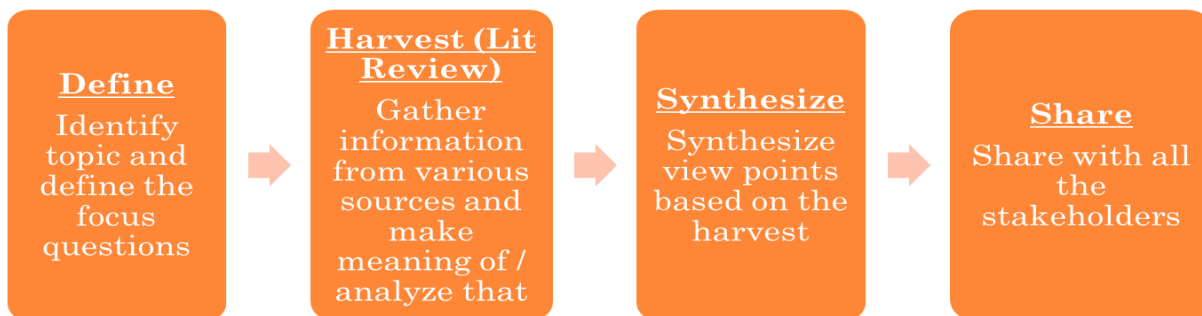 Define
Identify
topic and
define the
focus
questions
Harvest (Lit
Review)
Gather
information
from various
sources and
make
meaning of /
analyze that
Synthesize
Synthesize
view points
based on the
harvest
Share
Share with all
the
stakeholders